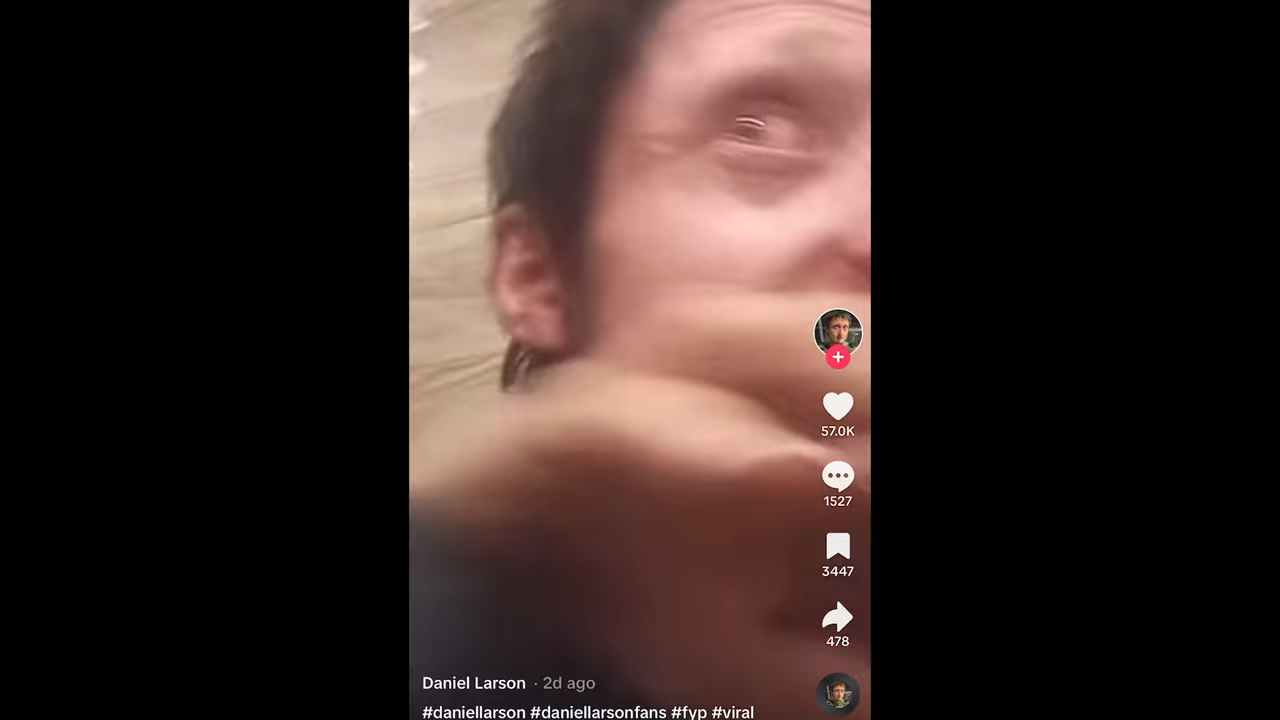 57.0K
1527
3447
478
Daniel Larson · 2d ago
#daniellarson #daniellarsonfans #fyp #viral